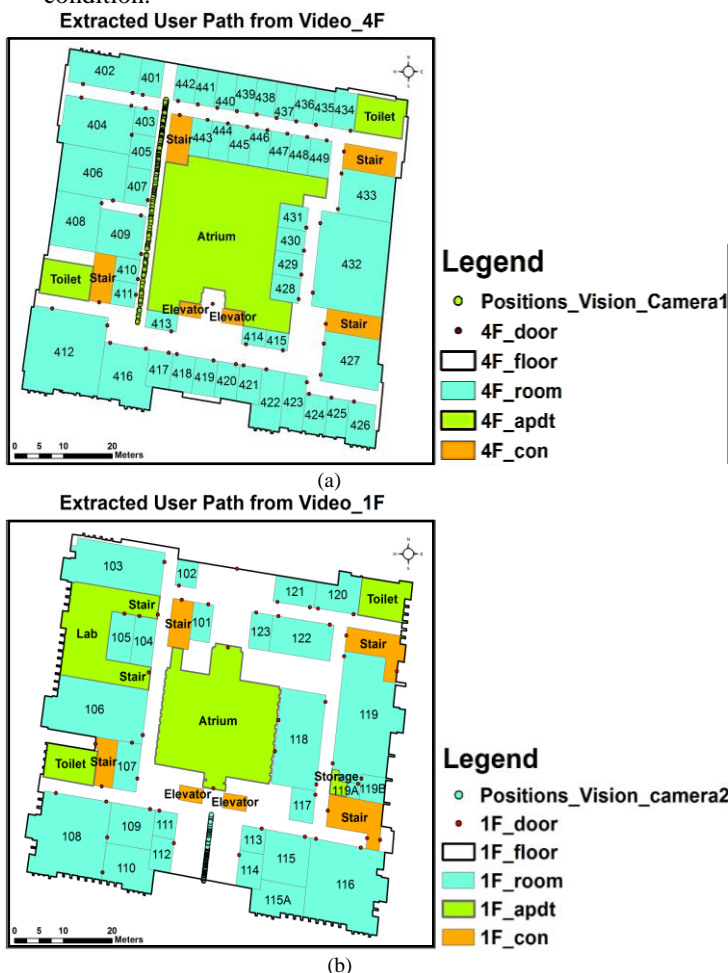 condition.
Extracted User Path from Video_4F
402 401 442 441 440 439 438 437 436 435 434 Toilet
404 403 Stair 443 444 445 446 447 448 449 Stair
405
406 407 433
431
408 409 Atrium 430 432
429
Toilet Stair 410 428
411 Elevator Elevator Stair
413 414 415 427
412 416 417 418 419 420 421
422 423 424 425 426
0 5 10 20
Meters
N
W E
S
Legend
Positions_Vision_Camera1
4F_door
4F_floor
4F_room
4F_apdt
4F_con
(a)
Extracted User Path from Video_1F
103 102 121 120 Toilet
Stair
Lab 105 104 Stair 101 123 122 Stair
Stair
106 Atrium 118 119
Toilet Stair 107 Storage
119A 119B
Elevator Elevator 117 Stair
108 109 111 113 115 116
110 112 114
115A
0 5 10 20
Meters
N
W E
S
Legend
Positions_Vision_camera2
1F_door
1F_floor
1F_room
1F_apdt
1F_con
(b)